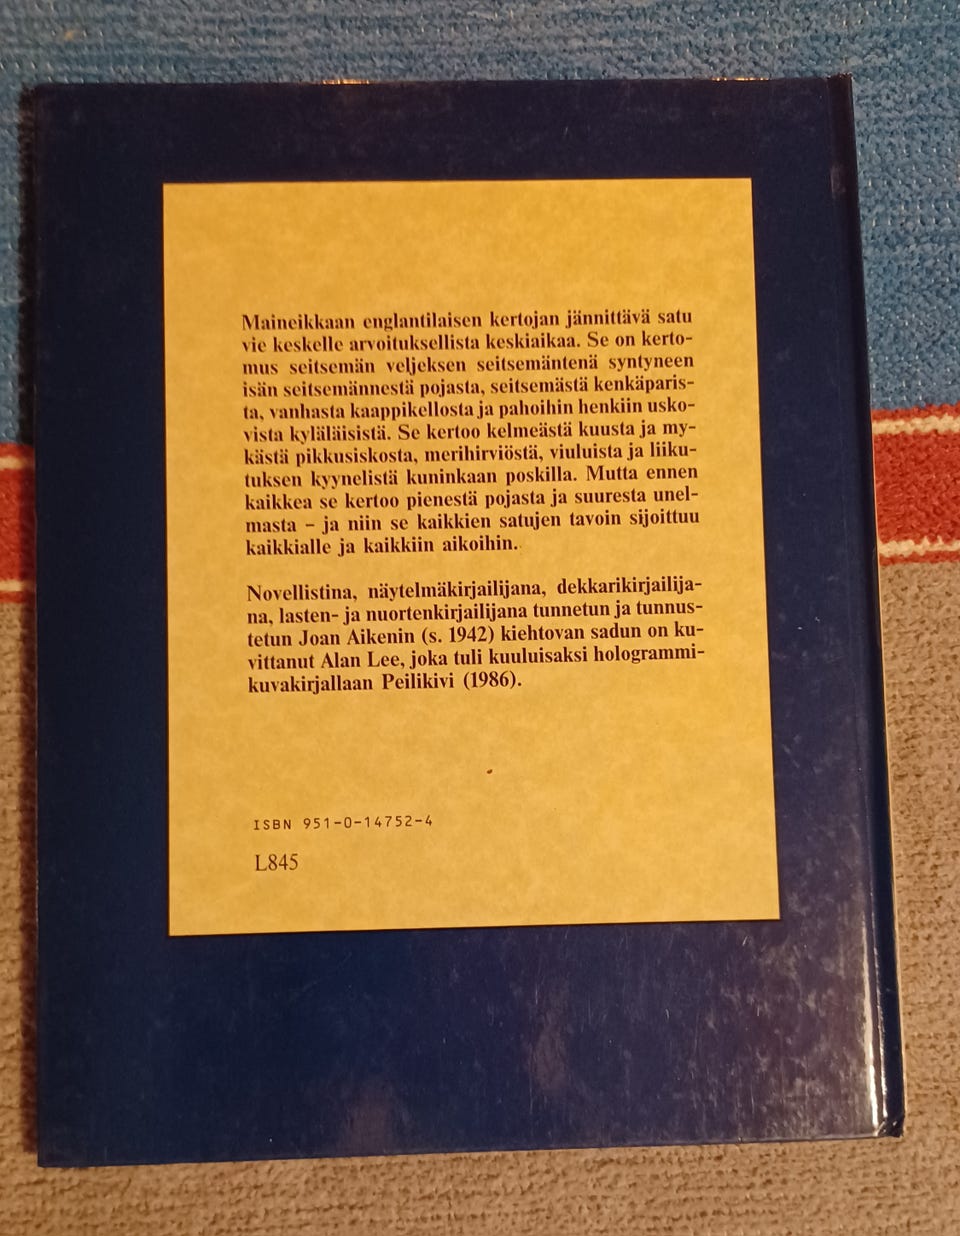 Maineikkaan englantilaisen kertojan jännittävä satu
vie keskelle arvoituksellista keskiaikaa. Se on kerto-
mus seitsemän veljeksen seitsemäntenä syntyneen
isän seitsemännestä pojasta, seitsemästä kenkäparis-
ta, vanhasta kaappikellosta ja pahoihin henkiin usko-
vista kyläläisistä. Se kertoo kelmeästä kuusta ja my-
kästä pikkusiskosta, merihirviöstä, viuluista ja liiku-
tuksen kyynelistä kuninkaan poskilla. Mutta ennen
kaikkea se kertoo pienestä pojasta ja suuresta unel-
masta – ja niin se kaikkien satujen tavoin sijoittuu
kaikkialle ja kaikkiin aikoihin.
Novellistina, näytelmäkirjailijana, dekkarikirjailija-
na, lasten- ja nuortenkirjailijana tunnetun ja tunnus-
tetun Joan Aikenin (s. 1942) kiehtovan sadun on ku-
vittanut Alan Lee, joka tuli kuuluisaksi hologrammi-
kuvakirjallaan Peilikivi (1986).
ISBN 951-0-14752-4
L845